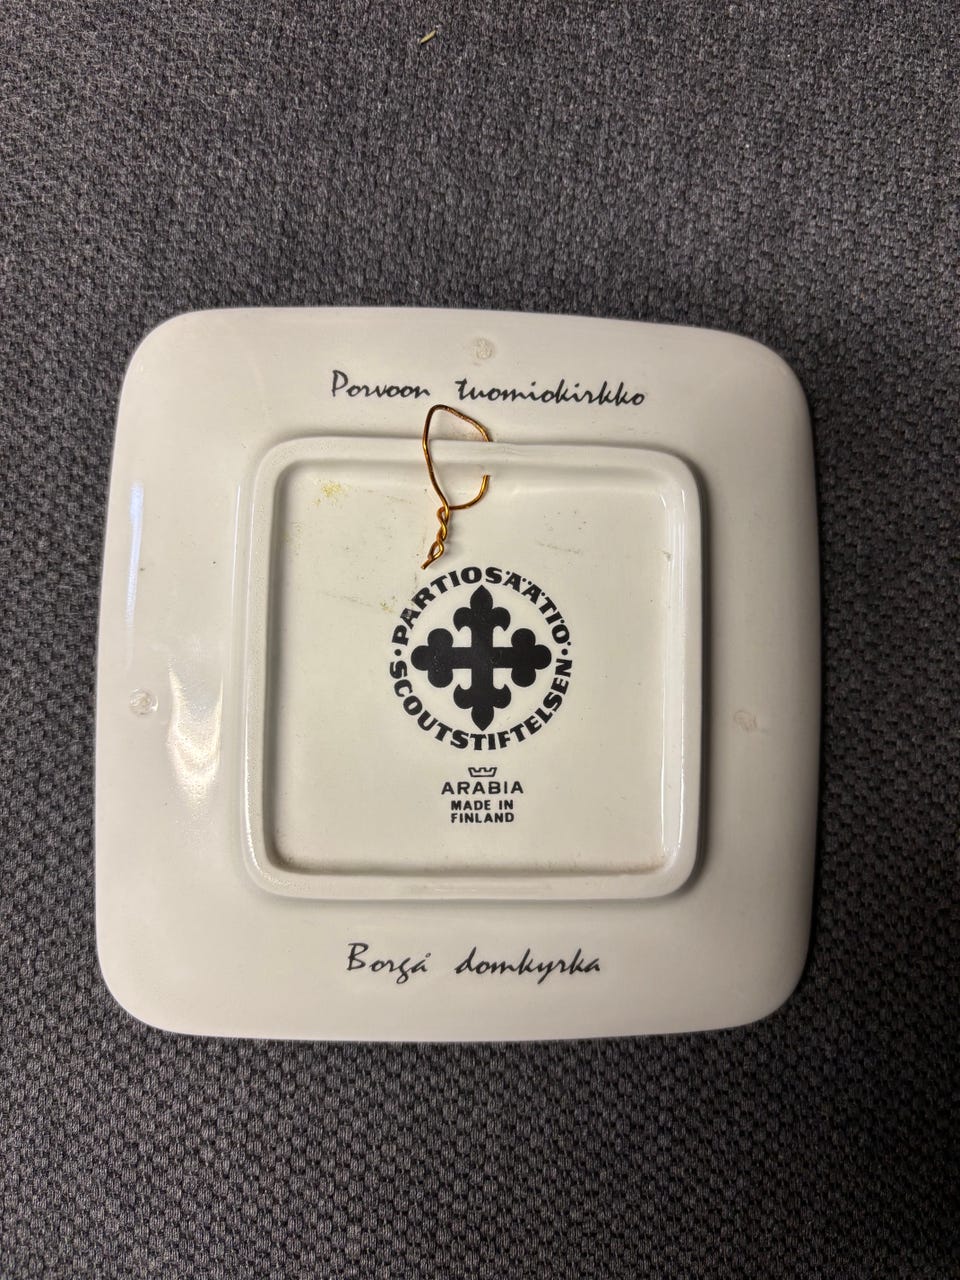 Porvoon tuomiokirkko
PARTIOSÄÄTIÖ
SCOUTSTIFTELSEN
ARABIA
MADE IN
FINLAND
Borgå domkyrka